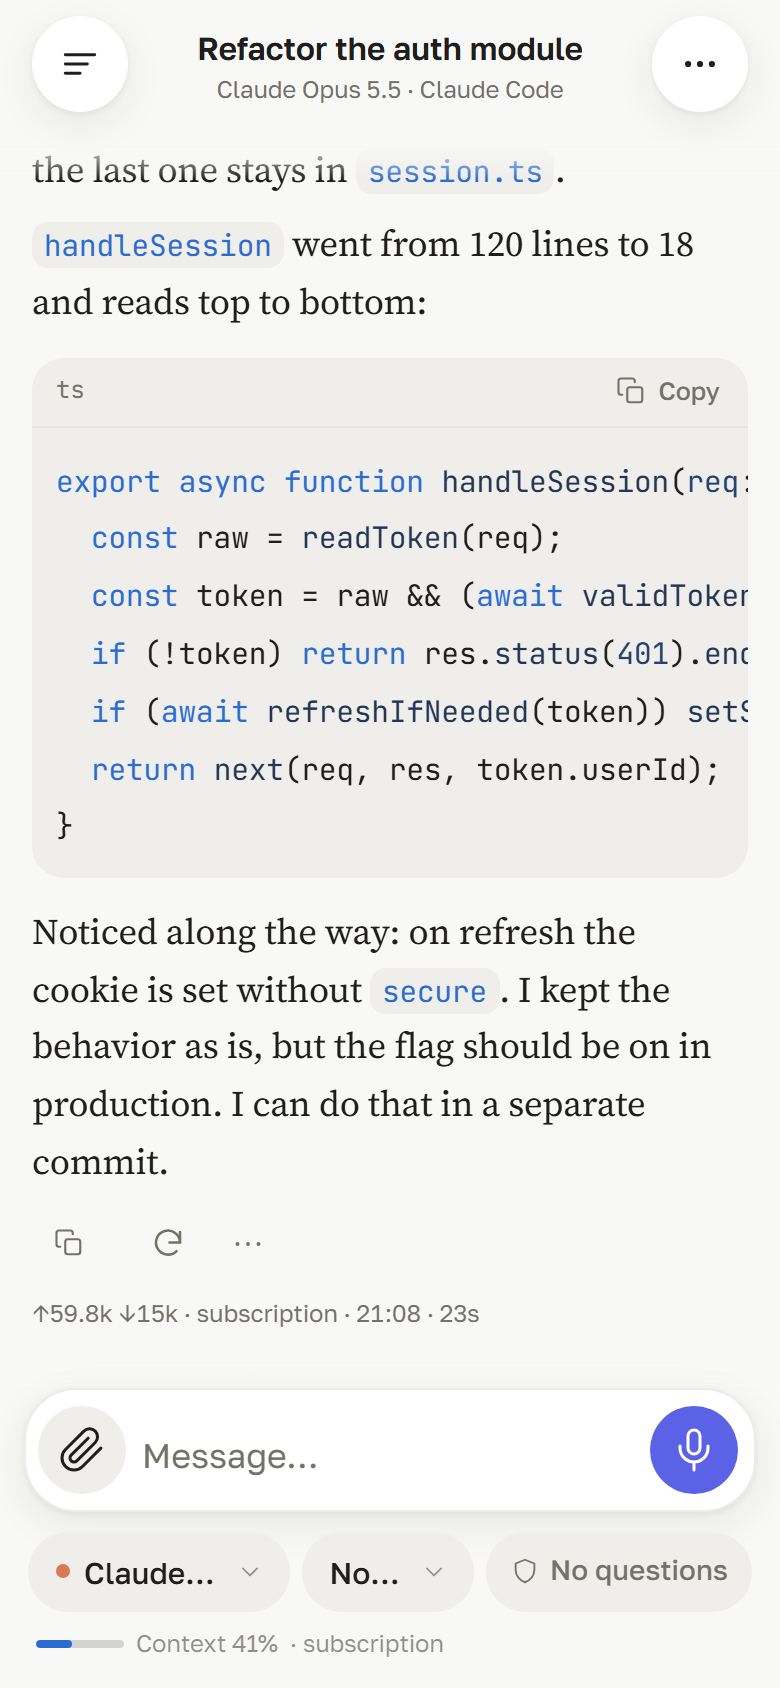 Refactor the auth module
Claude Opus 5.5 · Claude Code
the last one stays in session.ts.
handleSession went from 120 lines to 18
and reads top to bottom:
ts
Copy
export async function handleSession(req:
  const raw = readToken(req);
  const token = raw && (await validToken
  if (!token) return res.status(401).end
  if (await refreshIfNeeded(token)) setS
  return next(req, res, token.userId);
}
Noticed along the way: on refresh the
cookie is set without secure. I kept the
behavior as is, but the flag should be on in
production. I can do that in a separate
commit.
↑59.8k ↓15k · subscription · 21:08 · 23s
Message...
Claude...
No...
No questions
Context 41% · subscription